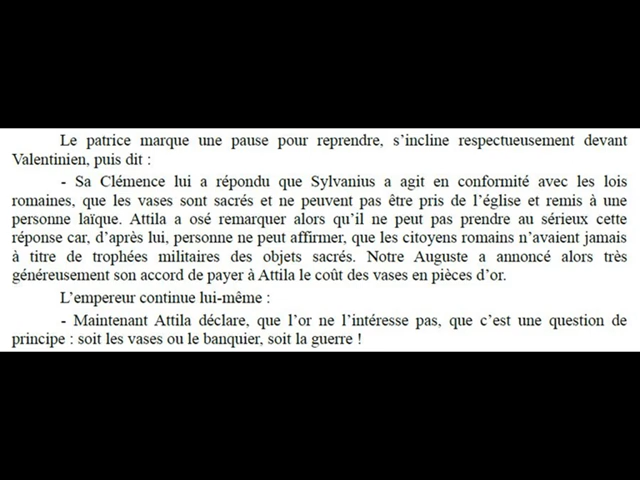 Le patrice marque une pause pour reprendre, s'incline respectueusement devant
Valentinien, puis dit :
- Sa Clémence lui a répondu que Sylvanius a agit en conformité avec les lois
romaines, que les vases sont sacrés et ne peuvent pas être pris de l'église et remis à une
personne laïque. Attila a osé remarquer alors qu'il ne peut pas prendre au sérieux cette
réponse car, d'après lui, personne ne peut affirmer, que les citoyens romains n'avaient jamais
à titre de trophées militaires des objets sacrés. Notre Auguste a annoncé alors très
généreusement son accord de payer à Attila le coût des vases en pièces d'or.
L'empereur continue lui-même :
- Maintenant Attila déclare, que l'or ne l'intéresse pas, que c'est une question de
principe : soit les vases ou le banquier, soit la guerre !